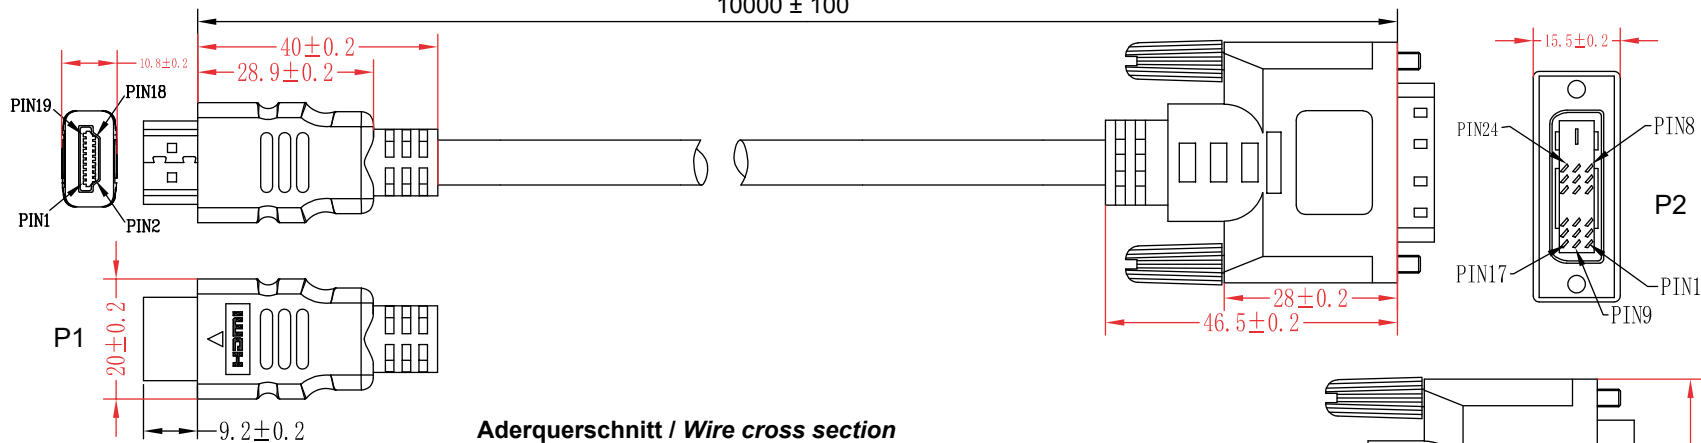 10000 ± 100
40±0.2
28.9±0.2
10.8±0.2
15.5±0.2
PIN19
PIN18
PIN1
PIN2
PIN24
PIN8
P2
PIN17
PIN1
PIN9
28±0.2
46.5±0.2
P1
20±0.2
HDMI
9.2±0.2
Aderquerschnitt / Wire cross section